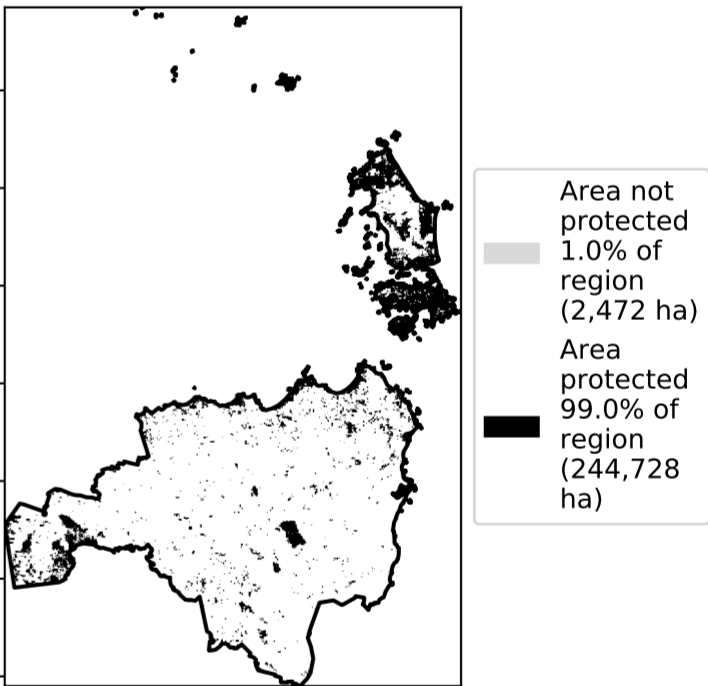 Area not
protected
1.0% of
region
(2,472 ha)
Area
protected
99.0% of
region
(244,728
ha)